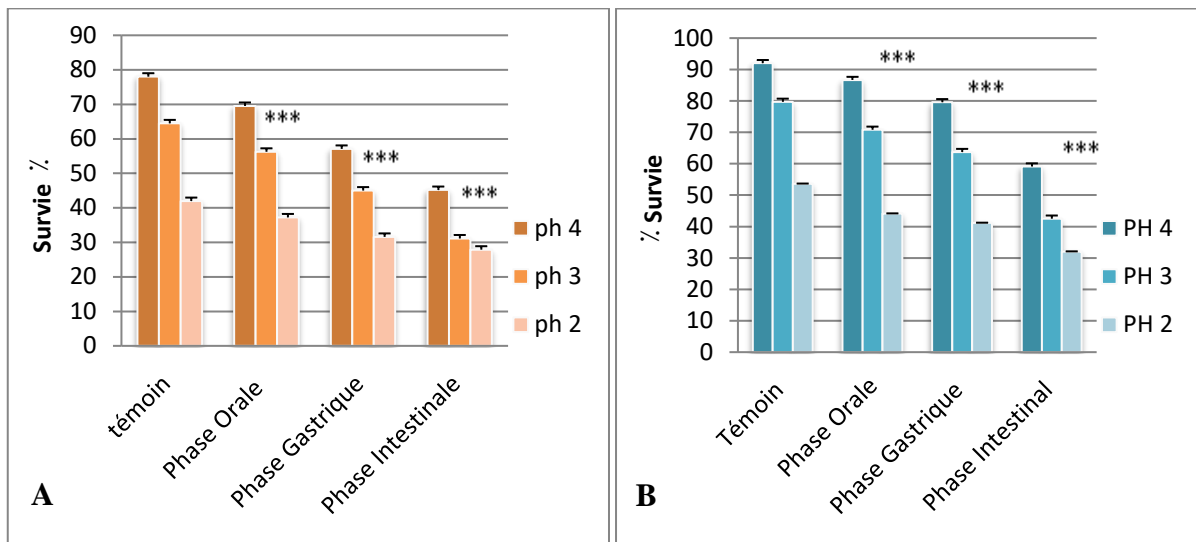 90
80
70
60
50
40
30
20
10
0
Survie %
***
***
***
ph 4
ph 3
ph 2
témoin
Phase Orale
Phase Gastrique
Phase Intestinale
A
100
90
80
70
60
50
40
30
20
10
0
% Survie
***
***
***
PH 4
PH 3
PH 2
Témoin
Phase Orale
Phase Gastrique
Phase Intestinal
B